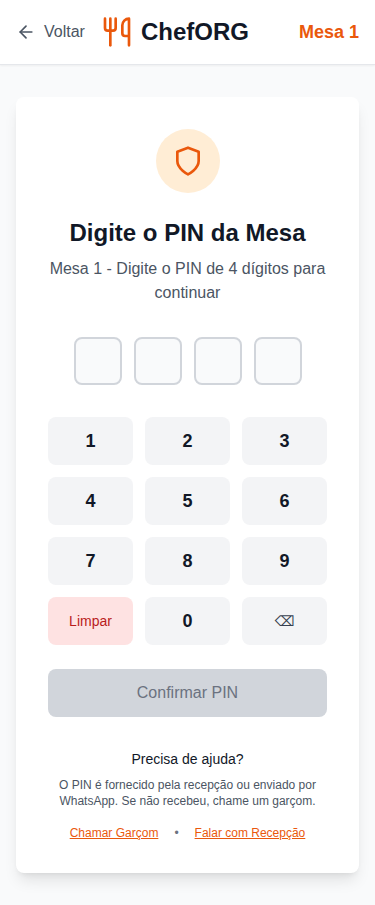 Voltar ChefORG Mesa 1
Digite o PIN da Mesa
Mesa 1 - Digite o PIN de 4 dígitos para
continuar
1 2 3
4 5 6
7 8 9
Limpar 0 ⌫
Confirmar PIN
Precisa de ajuda?
O PIN é fornecido pela recepção ou enviado por
WhatsApp. Se não recebeu, chame um garçom.
Chamar Garçom • Falar com Recepção